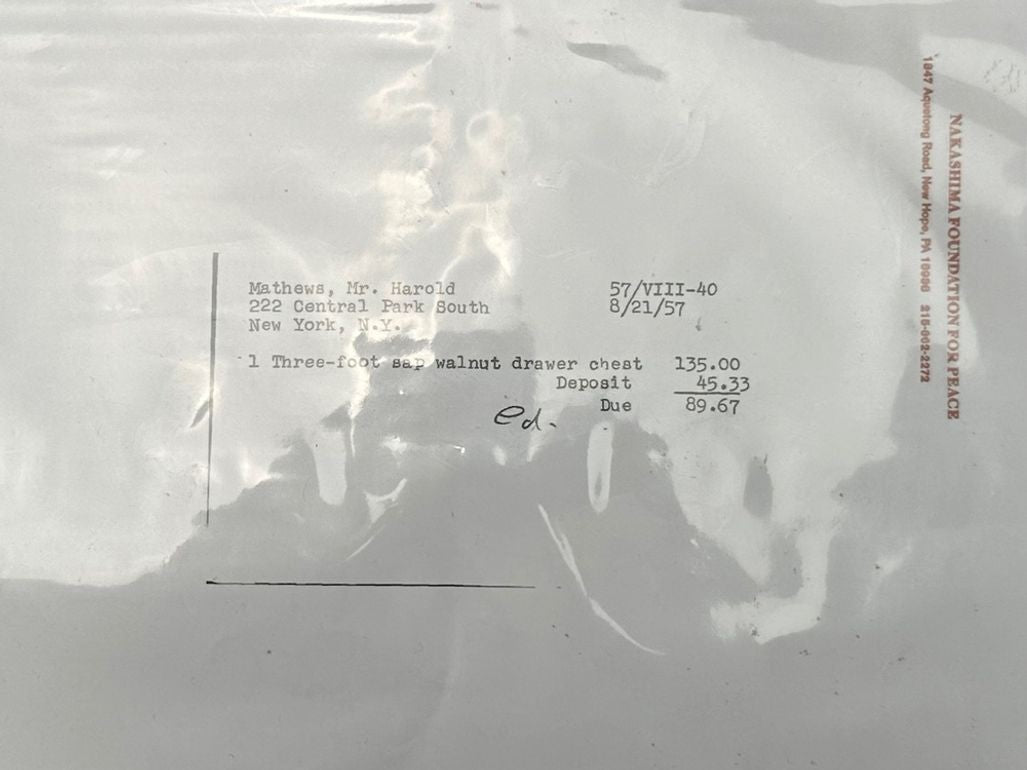 Mathews, Mr. Harold 57/VIII-40
222 Central Park South 8/21/57
New York, N.Y.
1 Three-foot sap walnut drawer chest 135.00
Deposit 45.33
Due 89.67
ed.
NAKASHIMA FOUNDATION FOR PEACE
1847 Aquetong Road, New Hope, PA 18938 215-862-2272